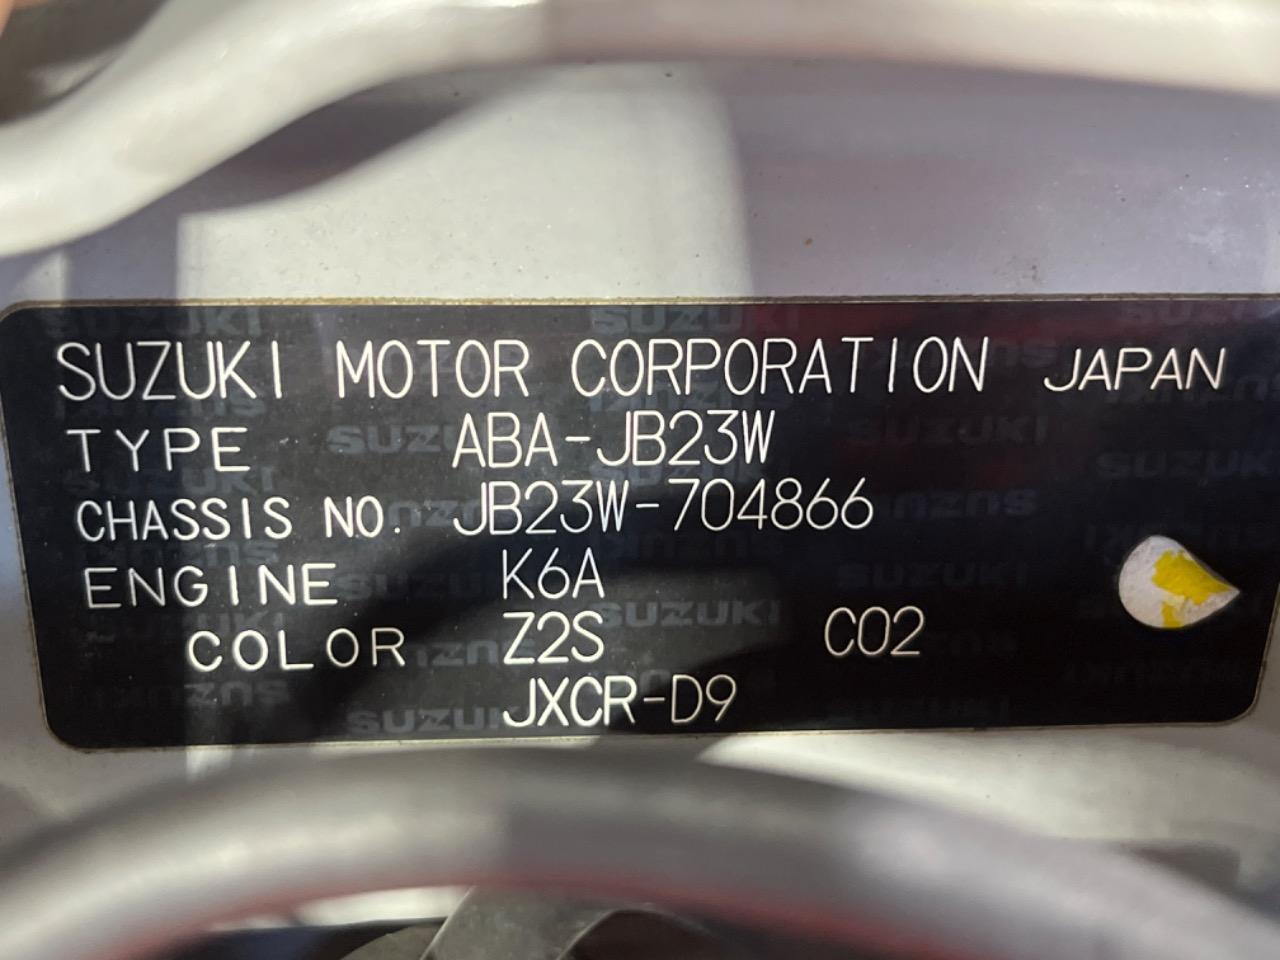 SUZUKI MOTOR CORPORATION JAPAN
TYPE ABA-JB23W
CHASSIS NO. JB23W-704866
ENGINE K6A
COLOR Z2S C02
JXCR-D9